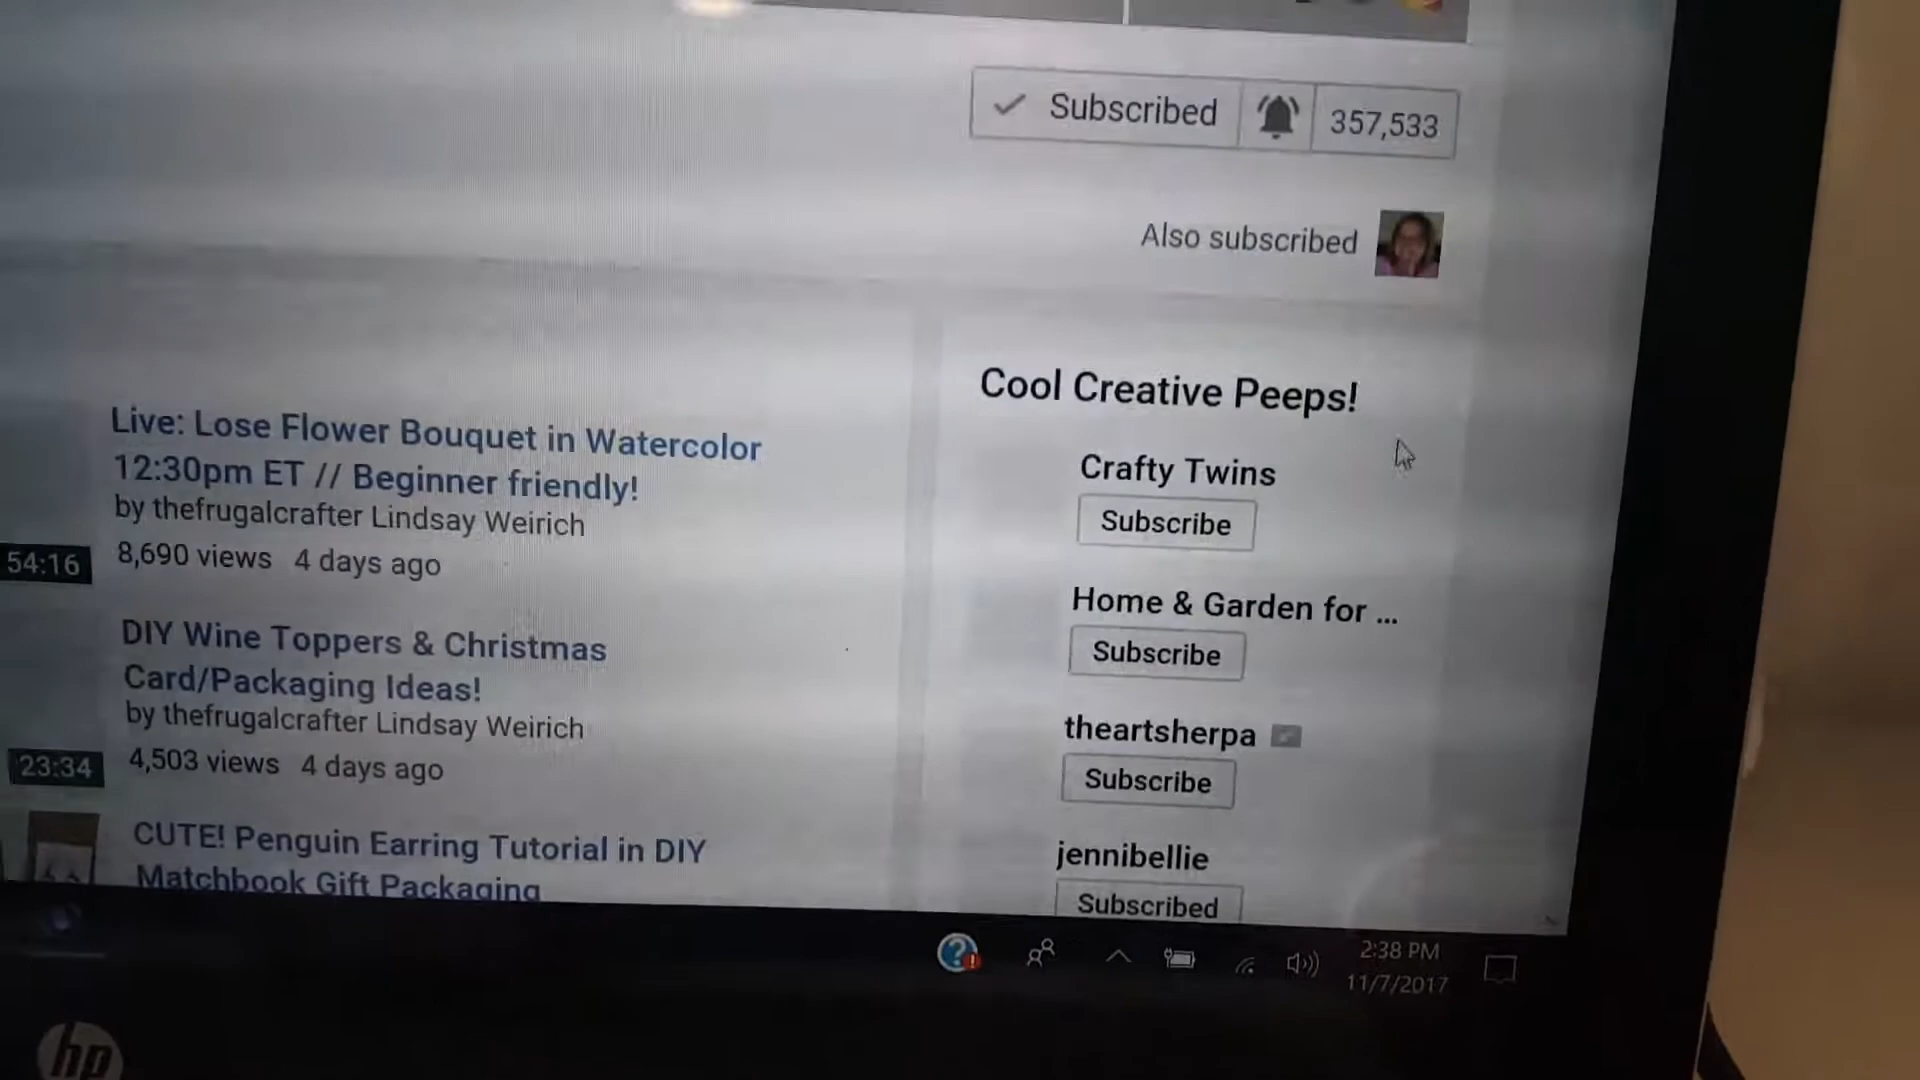 Subscribed 357,533
Also subscribed
Live: Lose Flower Bouquet in Watercolor
12:30pm ET // Beginner friendly!
by thefrugalcrafter Lindsay Weirich
8,690 views 4 days ago
54:16
DIY Wine Toppers & Christmas
Card/Packaging Ideas!
by thefrugalcrafter Lindsay Weirich
4,503 views 4 days ago
23:34
CUTE! Penguin Earring Tutorial in DIY
Matchbook Gift Packaging
Cool Creative Peeps!
Crafty Twins
Subscribe
Home & Garden for ...
Subscribe
theartsherpa
Subscribe
jennibellie
Subscribed
2:38 PM
11/7/2017
hp